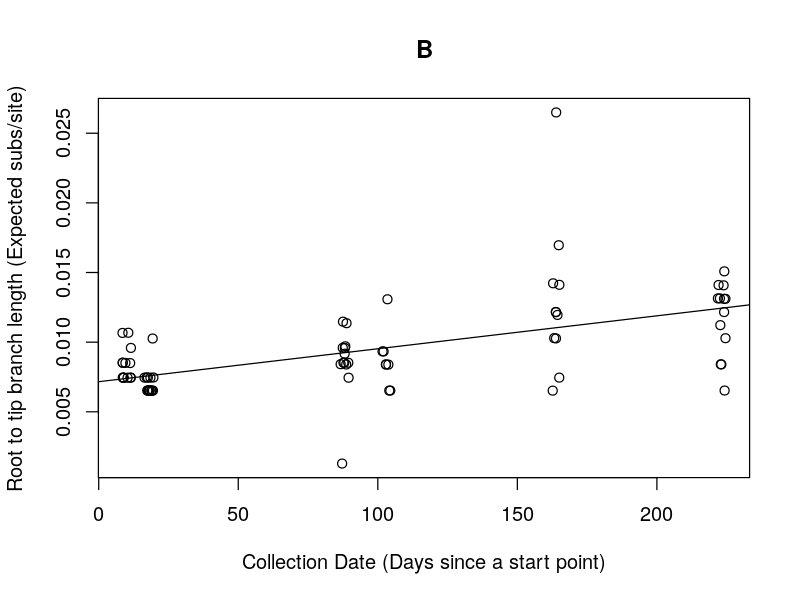 B
Root to tip branch length (Expected subs/site)
0.025
0.020
0.015
0.010
0.005
0 50 100 150 200
Collection Date (Days since a start point)